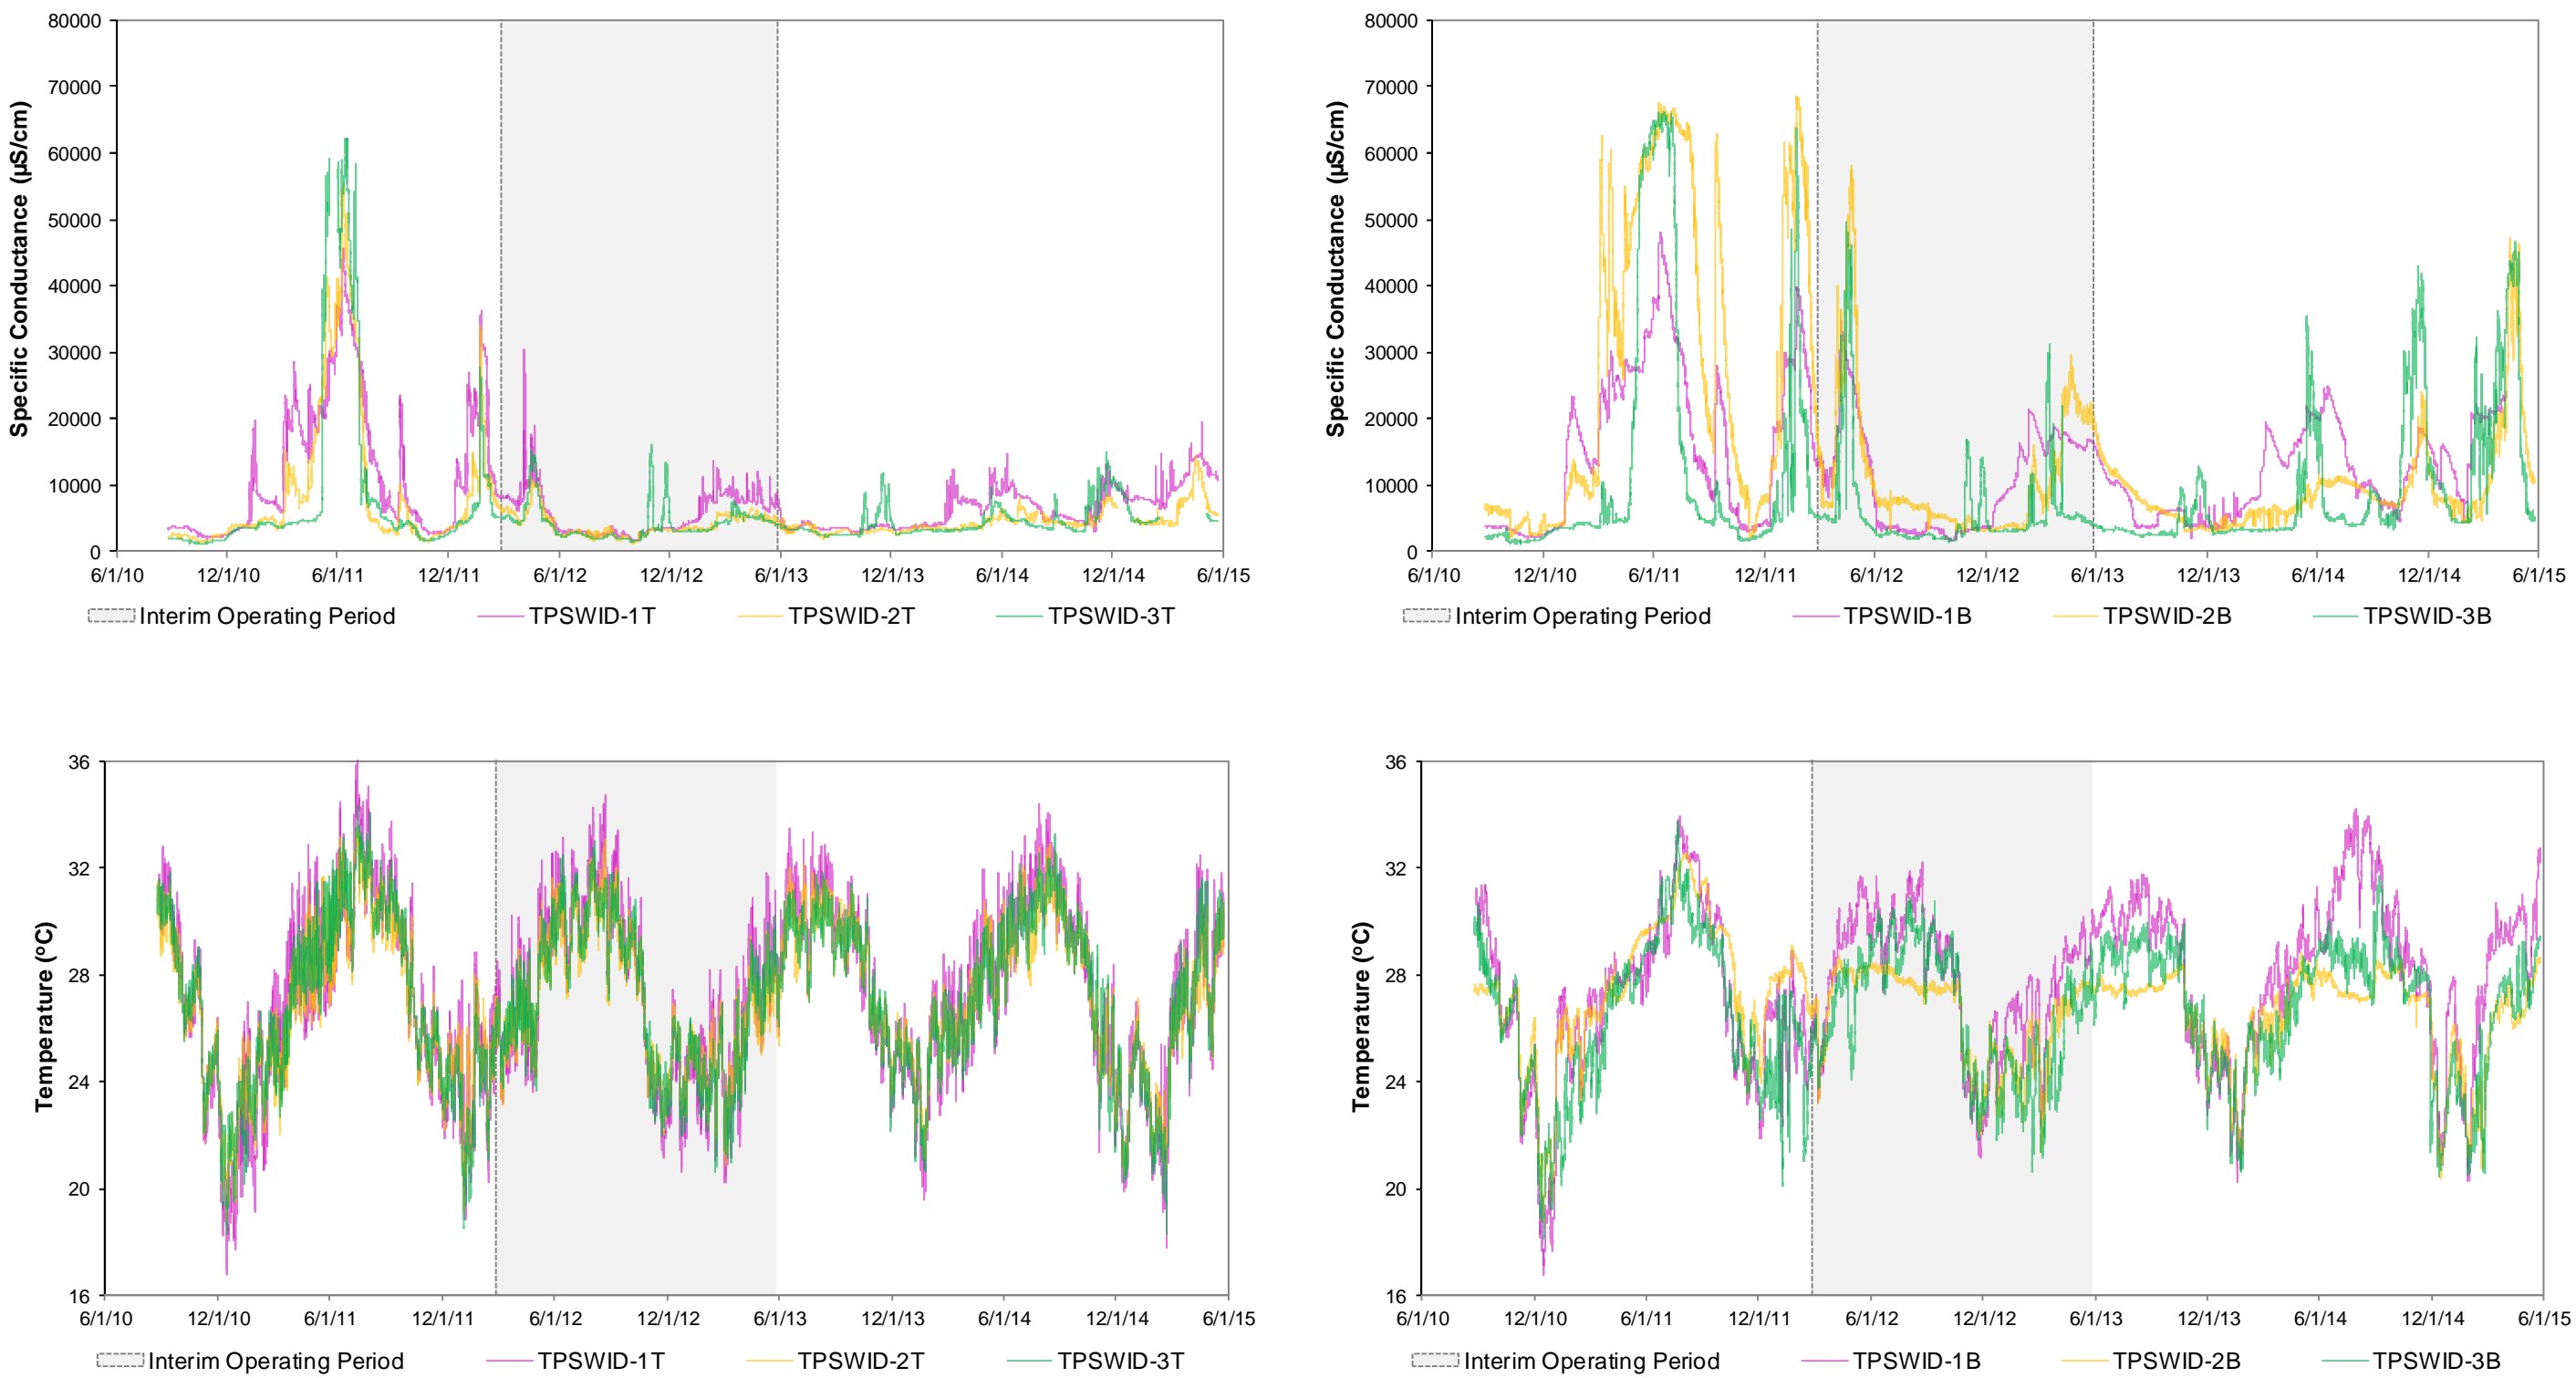 Specific Conductance (µS/cm)
80000
70000
60000
50000
40000
30000
20000
10000
0
6/1/10 12/1/10 6/1/11 12/1/11 6/1/12 12/1/12 6/1/13 12/1/13 6/1/14 12/1/14 6/1/15
Interim Operating Period TPSWID-1T TPSWID-2T TPSWID-3T
Specific Conductance (µS/cm)
80000
70000
60000
50000
40000
30000
20000
10000
0
6/1/10 12/1/10 6/1/11 12/1/11 6/1/12 12/1/12 6/1/13 12/1/13 6/1/14 12/1/14 6/1/15
Interim Operating Period TPSWID-1B TPSWID-2B TPSWID-3B
Temperature (°C)
36
32
28
24
20
16
6/1/10 12/1/10 6/1/11 12/1/11 6/1/12 12/1/12 6/1/13 12/1/13 6/1/14 12/1/14 6/1/15
Interim Operating Period TPSWID-1T TPSWID-2T TPSWID-3T
Temperature (°C)
36
32
28
24
20
16
6/1/10 12/1/10 6/1/11 12/1/11 6/1/12 12/1/12 6/1/13 12/1/13 6/1/14 12/1/14 6/1/15
Interim Operating Period TPSWID-1B TPSWID-2B TPSWID-3B